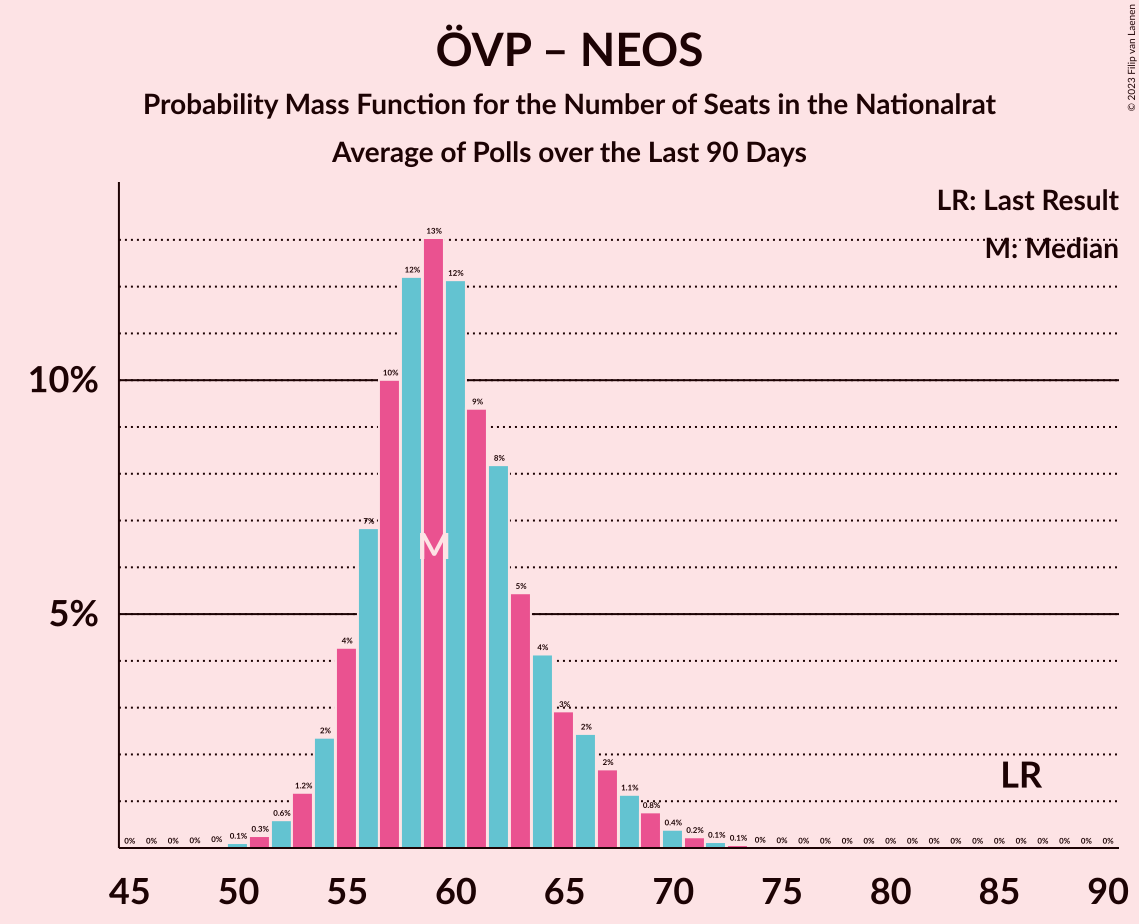 ÖVP – NEOS
Probability Mass Function for the Number of Seats in the Nationalrat
Average of Polls over the Last 90 Days
© 2023 Filip van Laenen
LR: Last Result
M: Median
10%
5%
0% 0% 0% 0% 0% 0.1% 0.3% 0.6% 1.2% 2% 4% 7% 10% 12% 13% 12% 9% 8% 5% 4% 3% 2% 2% 1.1% 0.8% 0.4% 0.2% 0.1% 0.1% 0% 0% 0% 0% 0% 0% 0% 0% 0% 0% 0% 0% 0% 0% 0% 0% 0%
M
LR
45 50 55 60 65 70 75 80 85 90